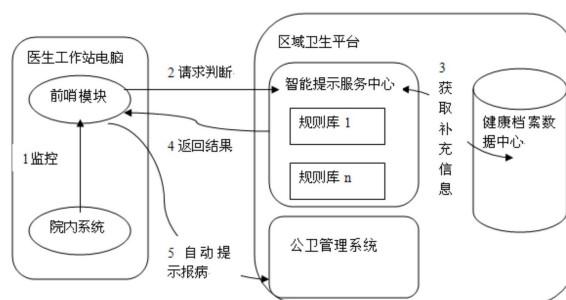 医生工作站电脑
前哨模块
1监控
院内系统
2 请求判断
4 返回结果
5 自动提
示报病
区域卫生平台
智能提示服务中心
规则库 1
规则库 n
公卫管理系统
3
获
取
补
充
信
息
健康档案数
据中心